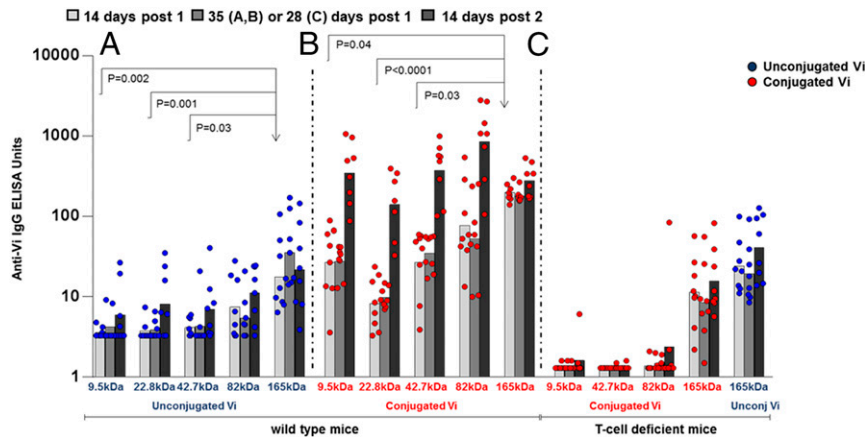 14 days post 1 35 (A,B) or 28 (C) days post 1 14 days post 2
A B C
Unconjugated Vi
Conjugated Vi
P=0.002
P=0.001
P=0.03
P=0.04
P<0.0001
P=0.03
Anti-Vi IgG ELISA Units
10000
1000
100
10
1
9.5kDa 22.8kDa 42.7kDa 82kDa 165kDa 9.5kDa 22.8kDa 42.7kDa 82kDa 165kDa 9.5kDa 42.7kDa 82kDa 165kDa 165kDa
Unconjugated Vi Conjugated Vi Conjugated Vi Unconj Vi
wild type mice T-cell deficient mice